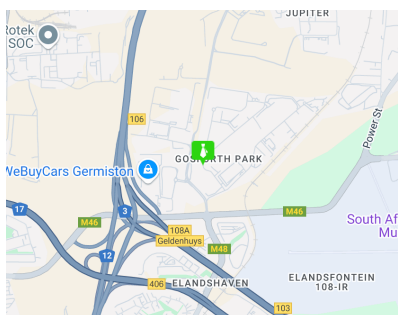 JUPITER
Rotek
SOC
106
Power St
GOSFORTH PARK
WeBuyCars Germiston
17
M46
3
M46
South Af
Mu
108A
Geldenhuys
M48
12
406
ELANDSHAVEN
ELANDSFONTEIN
108-IR
103